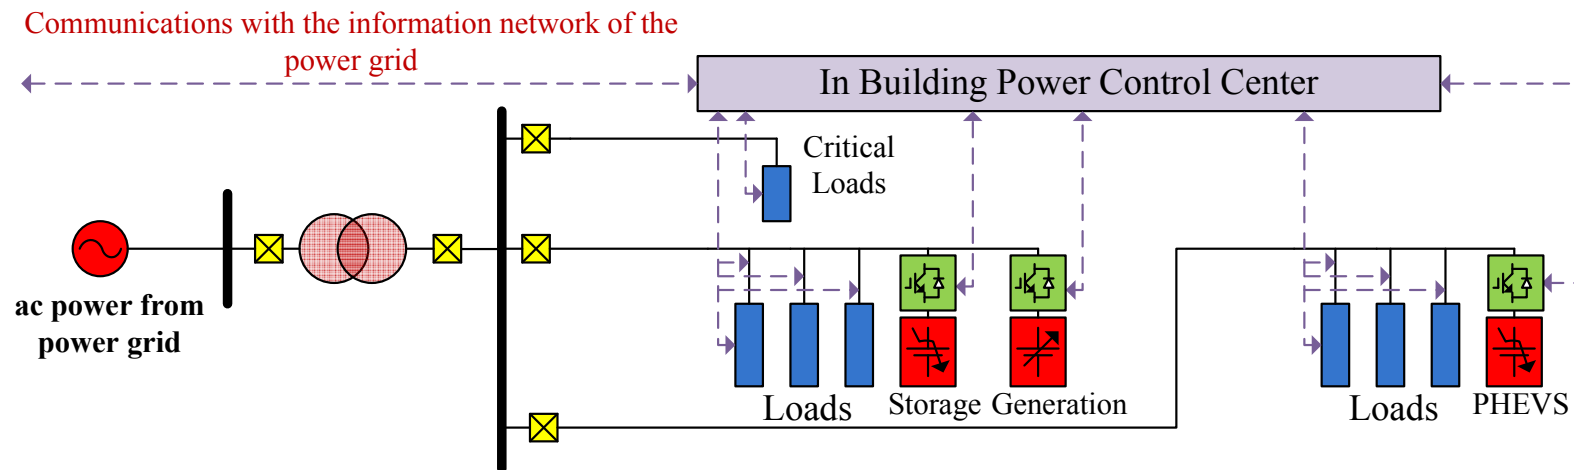 Communications with the information network of the
power grid
In Building Power Control Center
Critical
Loads
ac power from
power grid
Loads
Storage
Generation
Loads
PHEVS